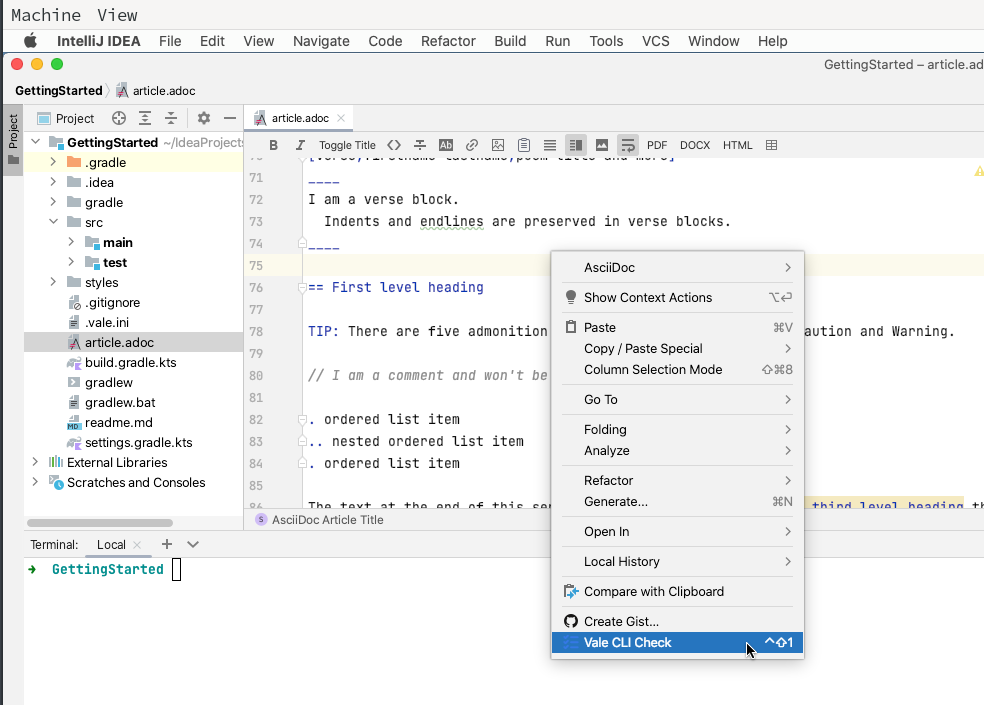 Machine View
IntelliJ IDEA File Edit View Navigate Code Refactor Build Run Tools VCS Window Help
GettingStarted – article.ad
GettingStarted article.adoc
Project
Project
article.adoc
GettingStarted ~/IdeaProjects
.gradle
.idea
gradle
src
main
test
styles
.gitignore
.vale.ini
article.adoc
build.gradle.kts
gradlew
gradlew.bat
readme.md
settings.gradle.kts
External Libraries
Scratches and Consoles
B I Toggle Title Ab PDF DOCX HTML
71 ----
72 I am a verse block.
73 Indents and endlines are preserved in verse blocks.
74 ----
75
76 == First level heading
77
78 TIP: There are five admonition aution and Warning.
79
80 // I am a comment and won't be
81
82 . ordered list item
83 .. nested ordered list item
84 . ordered list item
85
86 The text at the end of this se third level heading th
S AsciiDoc Article Title
AsciiDoc
Show Context Actions ⌥⏎
Paste ⌘V
Copy / Paste Special
Column Selection Mode ⇧⌘8
Go To
Folding
Analyze
Refactor
Generate... ⌘N
Open In
Local History
Compare with Clipboard
Create Gist...
Vale CLI Check ^⇧1
Terminal: Local
→ GettingStarted